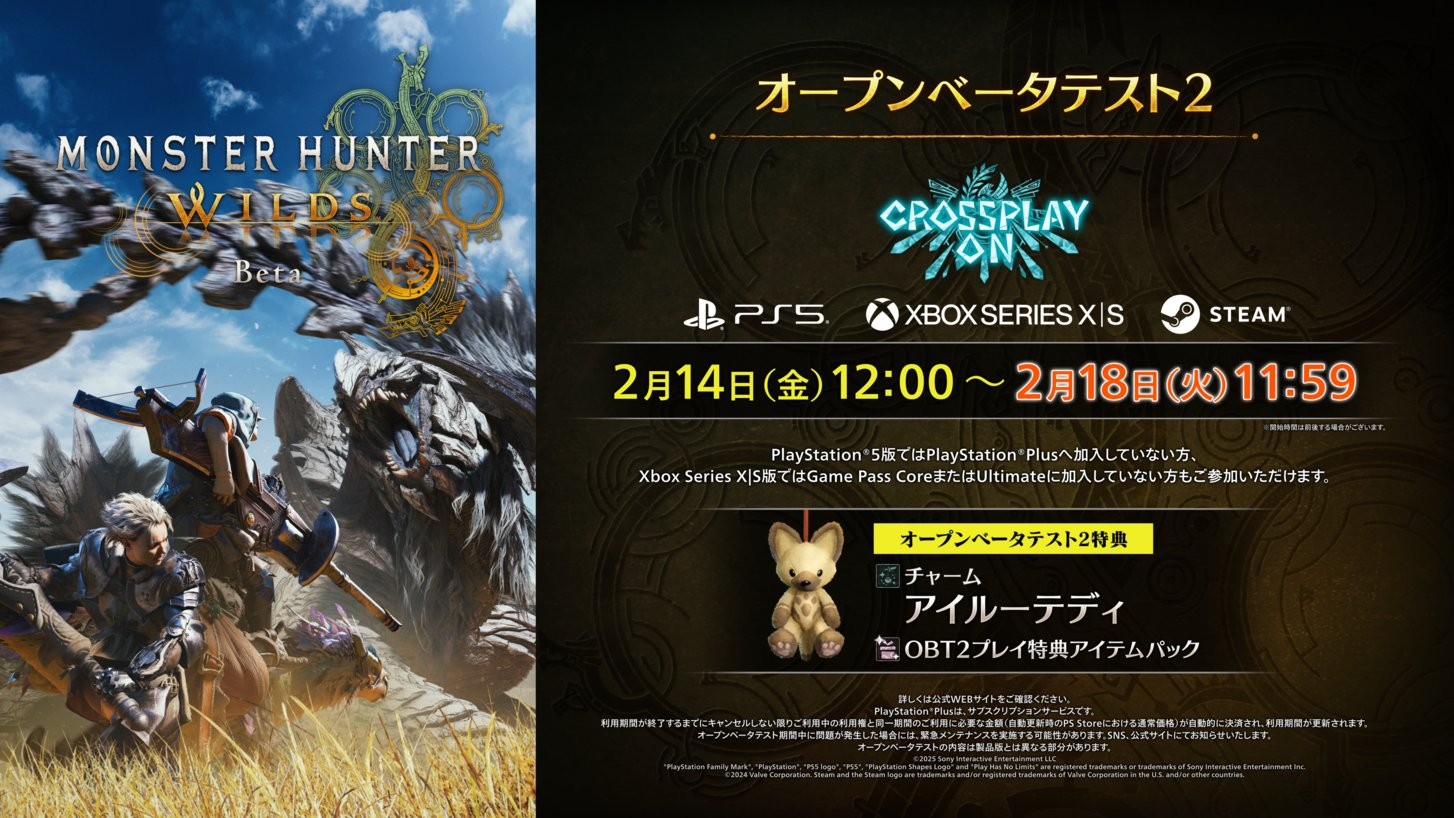 MONSTER HUNTER
WILDS
Beta
オープンベータテスト2
CROSSPLAY
ON
PS5®
XBOX SERIES X|S
STEAM®
2月14日（金）12:00 ～ 2月18日（火）11:59
※開始時間は前後する場合がございます。
PlayStation®5版ではPlayStation®Plusへ加入していない方、
Xbox Series X|S版ではGame Pass CoreまたはUltimateに加入していない方もご参加いただけます。
オープンベータテスト2特典
チャーム
アイルーテディ
OBT2プレイ特典アイテムパック
詳しくは公式WEBサイトをご確認ください。
PlayStation®Plusは、サブスクリプションサービスです。
利用期間が終了するまでにキャンセルしない限りご利用中の利用権と同一期間のご利用に必要な金額（自動更新時のPS Storeにおける通常価格）が自動的に決済され、利用期間が更新されます。
オープンベータテスト期間中に問題が発生した場合には、緊急メンテナンスを実施する可能性があります。SNS、公式サイトにてお知らせいたします。
オープンベータテストの内容は製品版とは異なる部分があります。
©2025 Sony Interactive Entertainment LLC
"PlayStation Family Mark", "PlayStation", "PS5 logo", "PS5", "PlayStation Shapes Logo" and "Play Has No Limits" are registered trademarks or trademarks of Sony Interactive Entertainment Inc.
©2024 Valve Corporation. Steam and the Steam logo are trademarks and/or registered trademarks of Valve Corporation in the U.S. and/or other countries.